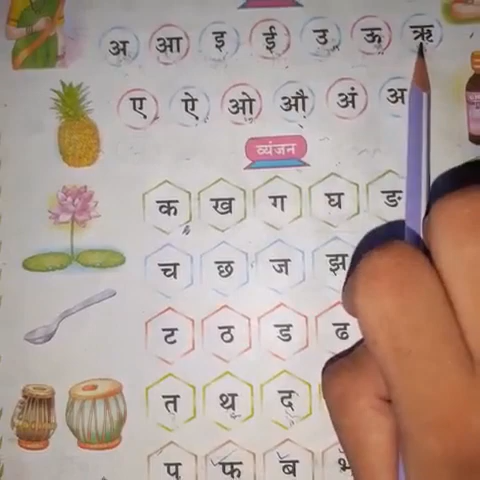 अ आ इ ई उ ऊ ऋ
ए ऐ ओ औ अं
व्यंजन
क ख ग घ ङ
च छ ज झ
ट ठ ड ढ
त थ द
प फ ब